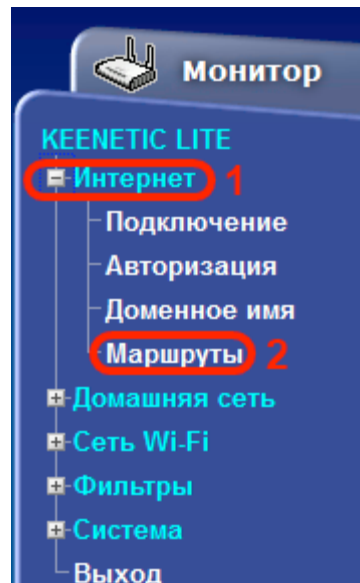 Монитор
KEENETIC LITE
Интернет 1
Подключение
Авторизация
Доменное имя
Маршруты 2
Домашняя сеть
Сеть Wi-Fi
Фильтры
Система
Выход